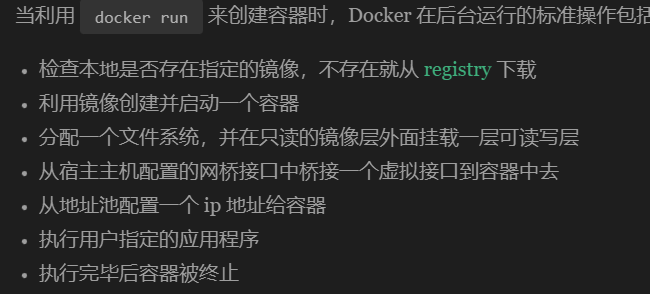 当利用 docker run 来创建容器时，Docker 在后台运行的标准操作包括
• 检查本地是否存在指定的镜像，不存在就从 registry 下载
• 利用镜像创建并启动一个容器
• 分配一个文件系统，并在只读的镜像层外面挂载一层可读写层
• 从宿主主机配置的网桥接口中桥接一个虚拟接口到容器中去
• 从地址池配置一个 ip 地址给容器
• 执行用户指定的应用程序
• 执行完毕后容器被终止